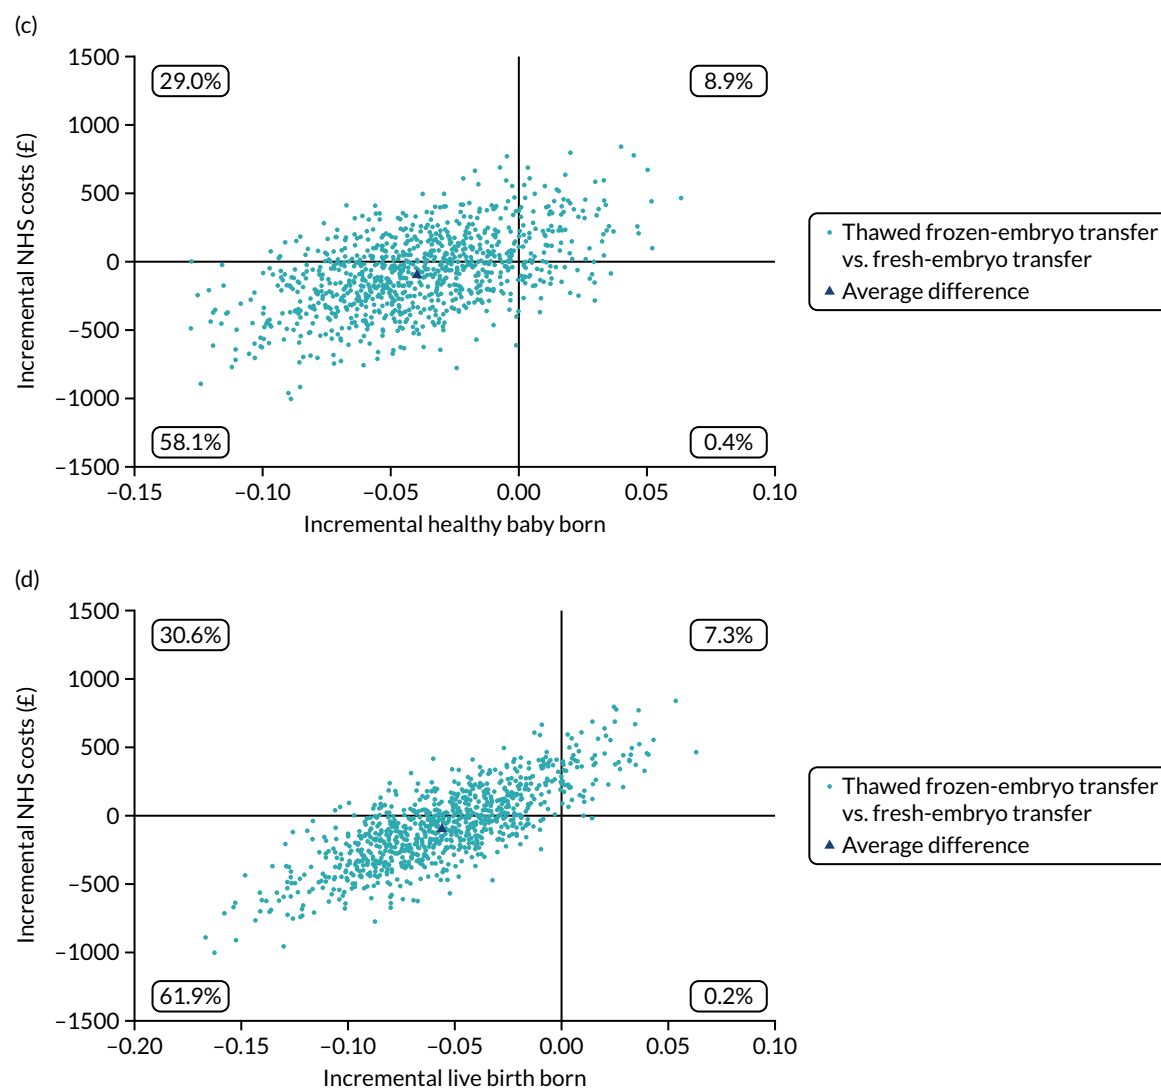 (c)
1500
1000
500
0
−500
−1000
−1500
Incremental NHS costs (£)
29.0%
8.9%
58.1%
0.4%
−0.15
−0.10
−0.05
0.00
0.05
0.10
Incremental healthy baby born
Thawed frozen-embryo transfer
vs. fresh-embryo transfer
Average difference
(d)
1500
1000
500
0
−500
−1000
−1500
Incremental NHS costs (£)
30.6%
7.3%
61.9%
0.2%
−0.20
−0.15
−0.10
−0.05
0.00
0.05
0.10
Incremental live birth born
Thawed frozen-embryo transfer
vs. fresh-embryo transfer
Average difference